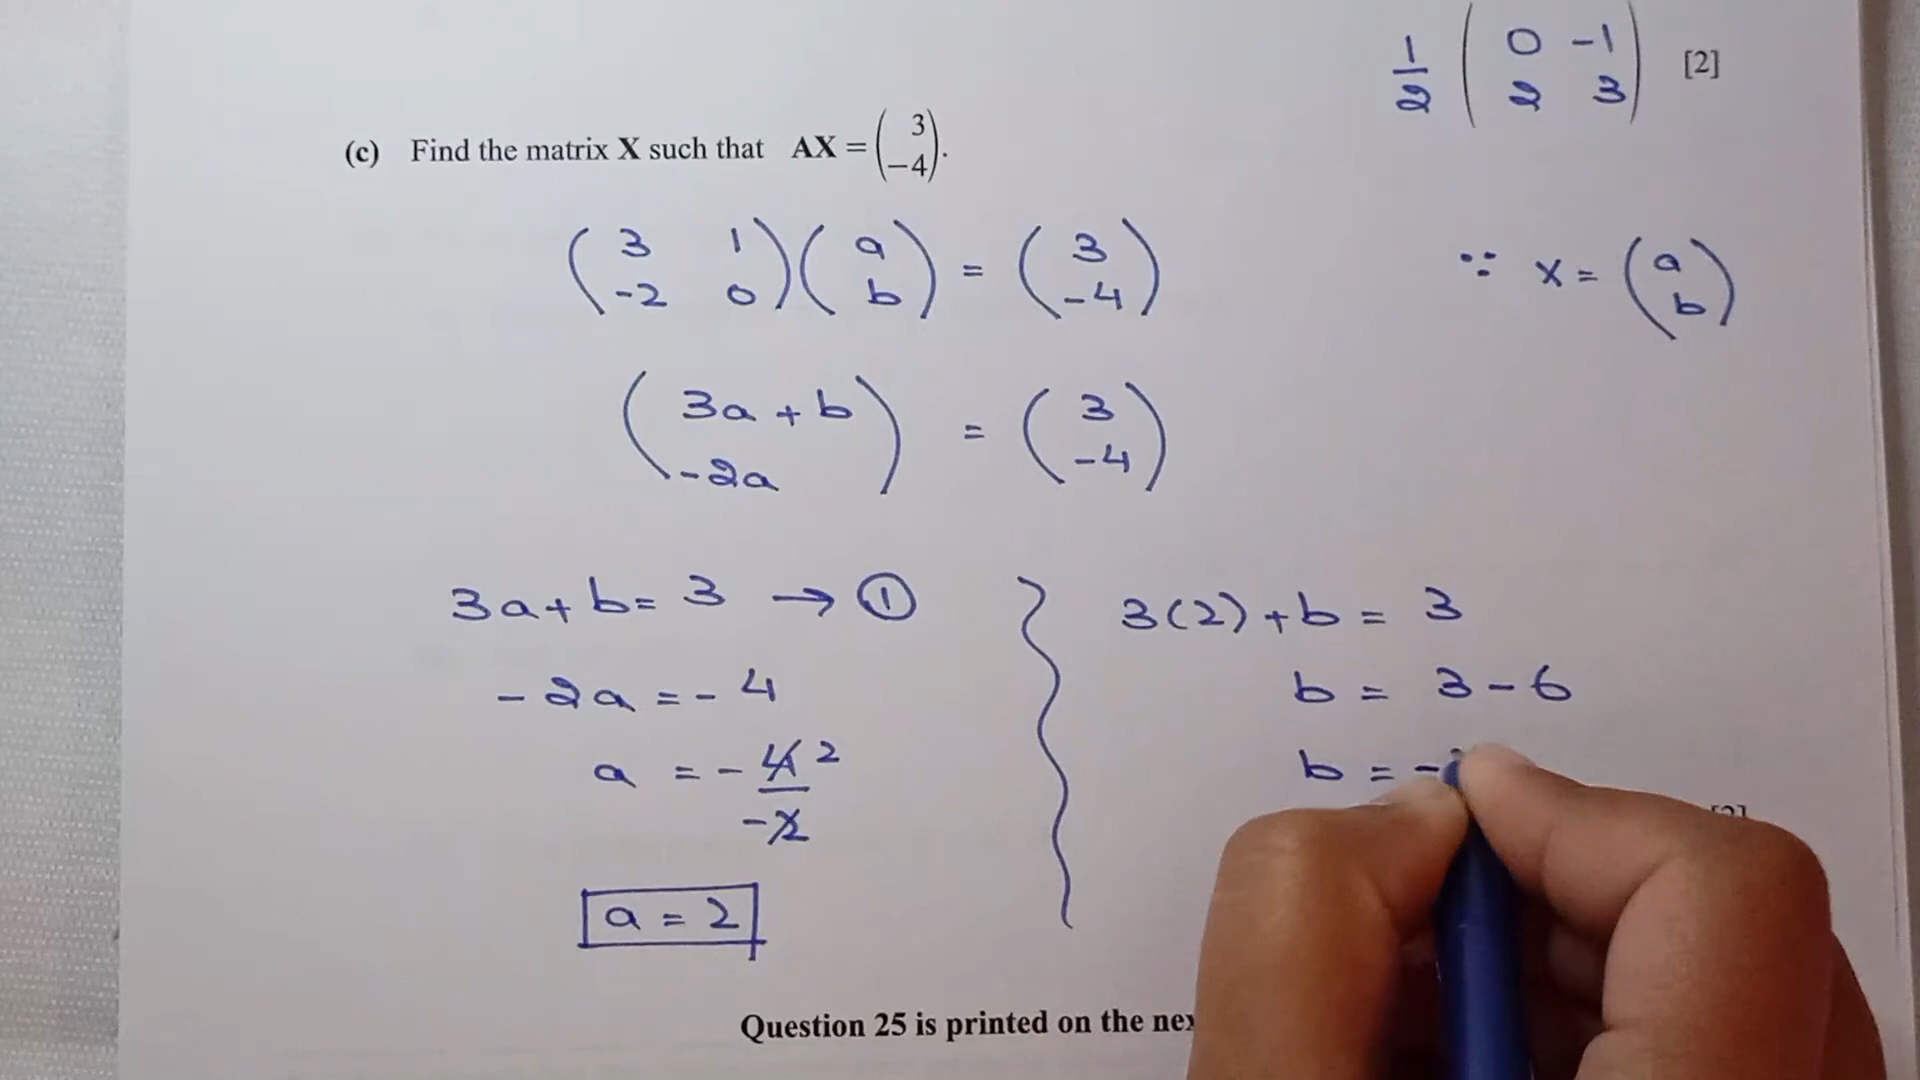 1/2 ( 0 -1 ) [2]
( 2 3 )
(c) Find the matrix X such that AX = ( 3 -4 ).
( 3 1 ) ( a ) = ( 3 ) ∵ X = ( a )
( -2 0 ) ( b ) ( -4 ) ( b )
( 3a + b ) = ( 3 )
( -2a ) ( -4 )
3a + b = 3 → ①
- 2a = - 4
a = - 4 2
-2
a = 2
3(2) + b = 3
b = 3 - 6
b = -
Question 25 is printed on the